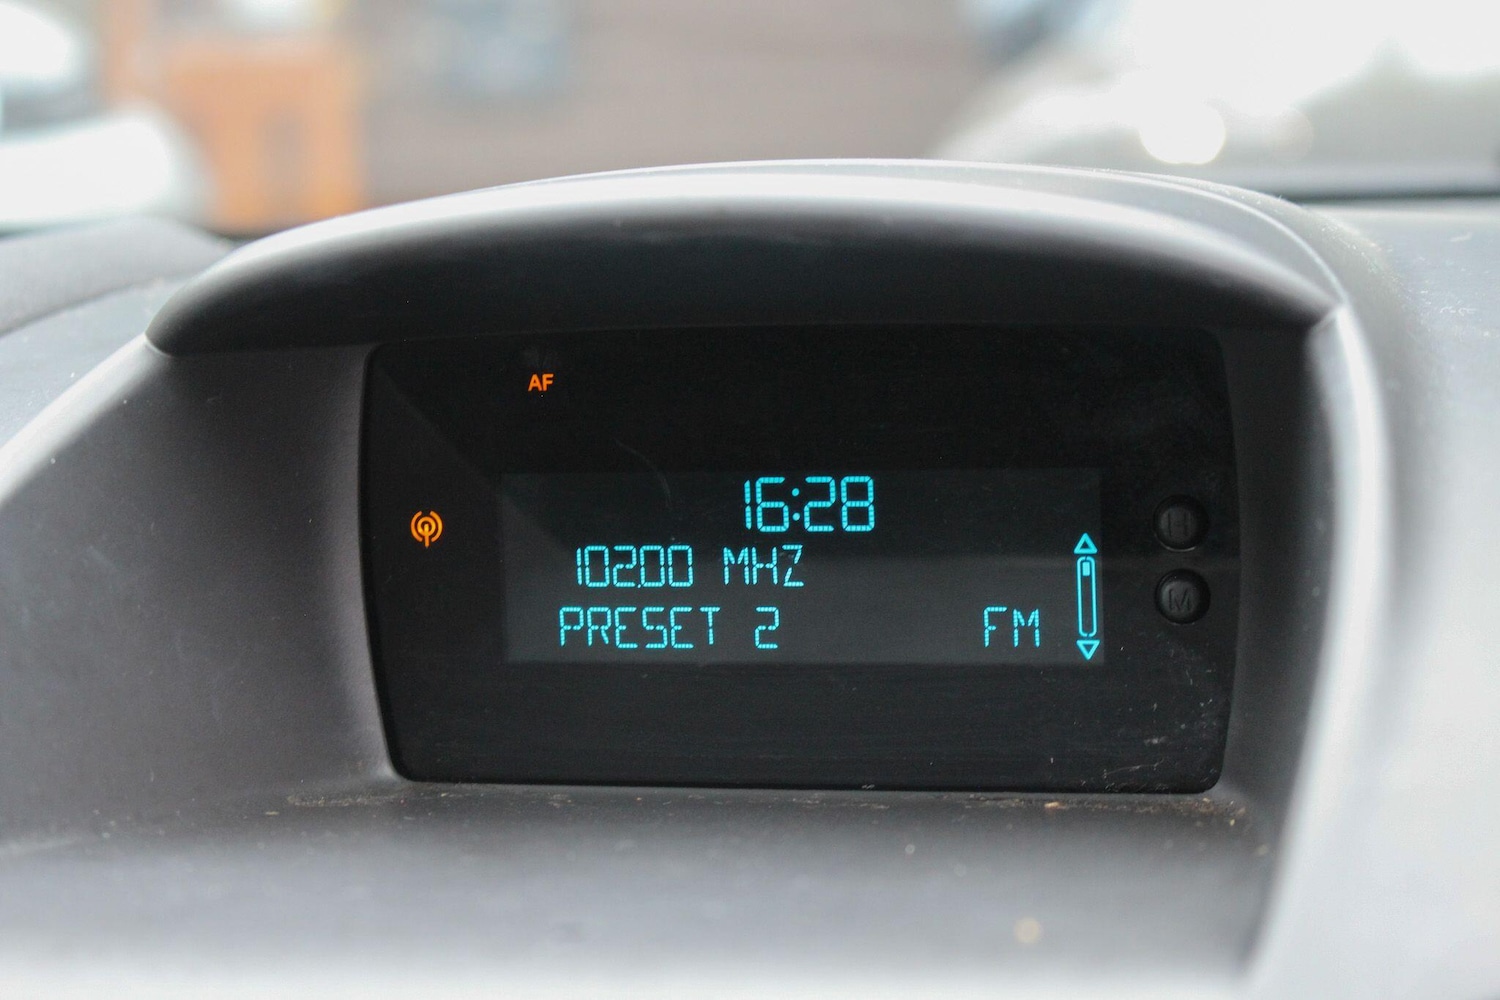 AF
16:28
102.00 MHZ
PRESET 2 FM
H
M